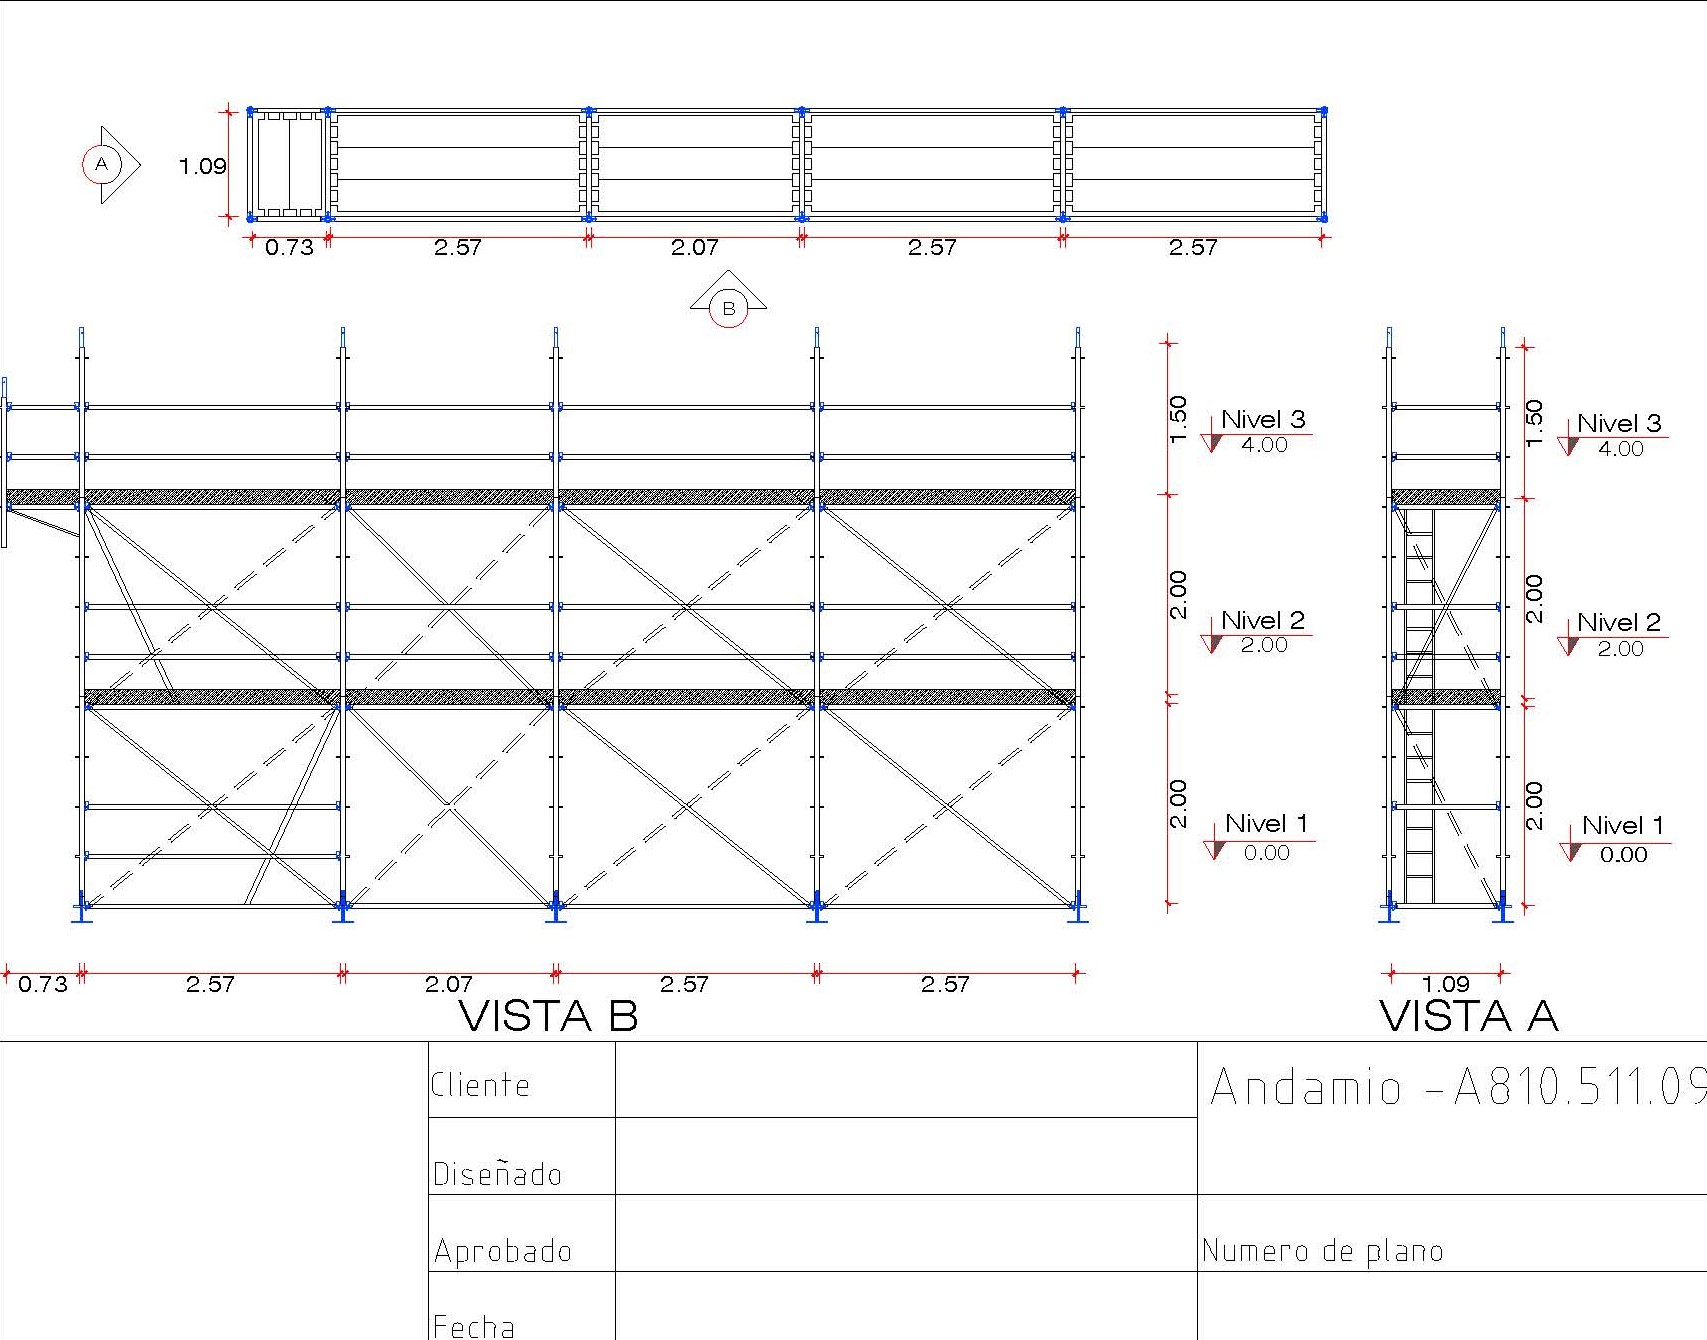 A
1.09
0.73 2.57 2.07 2.57 2.57
B
1.50
Nivel 3
4.00
1.50
Nivel 3
4.00
2.00
Nivel 2
2.00
2.00
Nivel 2
2.00
2.00
Nivel 1
0.00
2.00
Nivel 1
0.00
0.73 2.57 2.07 2.57 2.57
1.09
VISTA B
VISTA A
Cliente
Andamio -A810.511.09
Diseñado
Aprobado
Numero de plano
Fecha